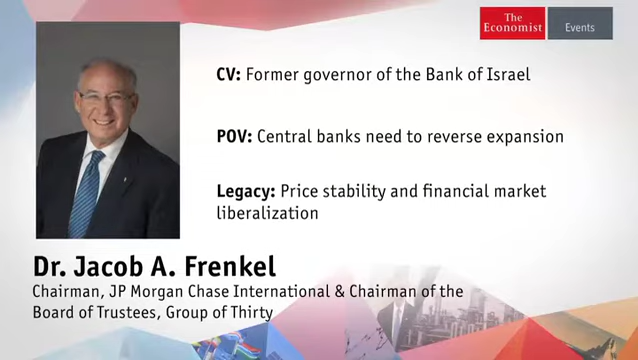 The
Economist
Events
CV: Former governor of the Bank of Israel
POV: Central banks need to reverse expansion
Legacy: Price stability and financial market
liberalization
Dr. Jacob A. Frenkel
Chairman, JP Morgan Chase International & Chairman of the
Board of Trustees, Group of Thirty